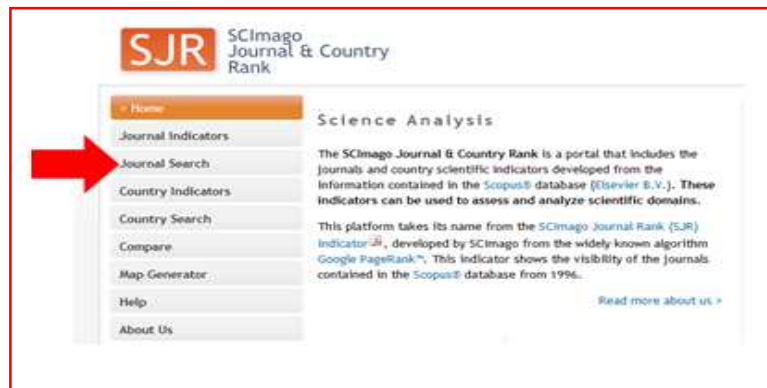 SJR
SCImago
Journal & Country
Rank
Home
Journal Indicators
Journal Search
Country Indicators
Country Search
Compare
Map Generator
Help
About Us
Science Analysis
The SCImago Journal & Country Rank is a portal that includes the
journals and country scientific indicators developed from the
information contained in the Scopus® database (Elsevier B.V.). These
indicators can be used to assess and analyze scientific domains.
This platform takes its name from the SCImago Journal Rank (SJR)
indicator, developed by SCImago from the widely known algorithm
Google PageRank™. This indicator shows the visibility of the journals
contained in the Scopus® database from 1996.
Read more about us >